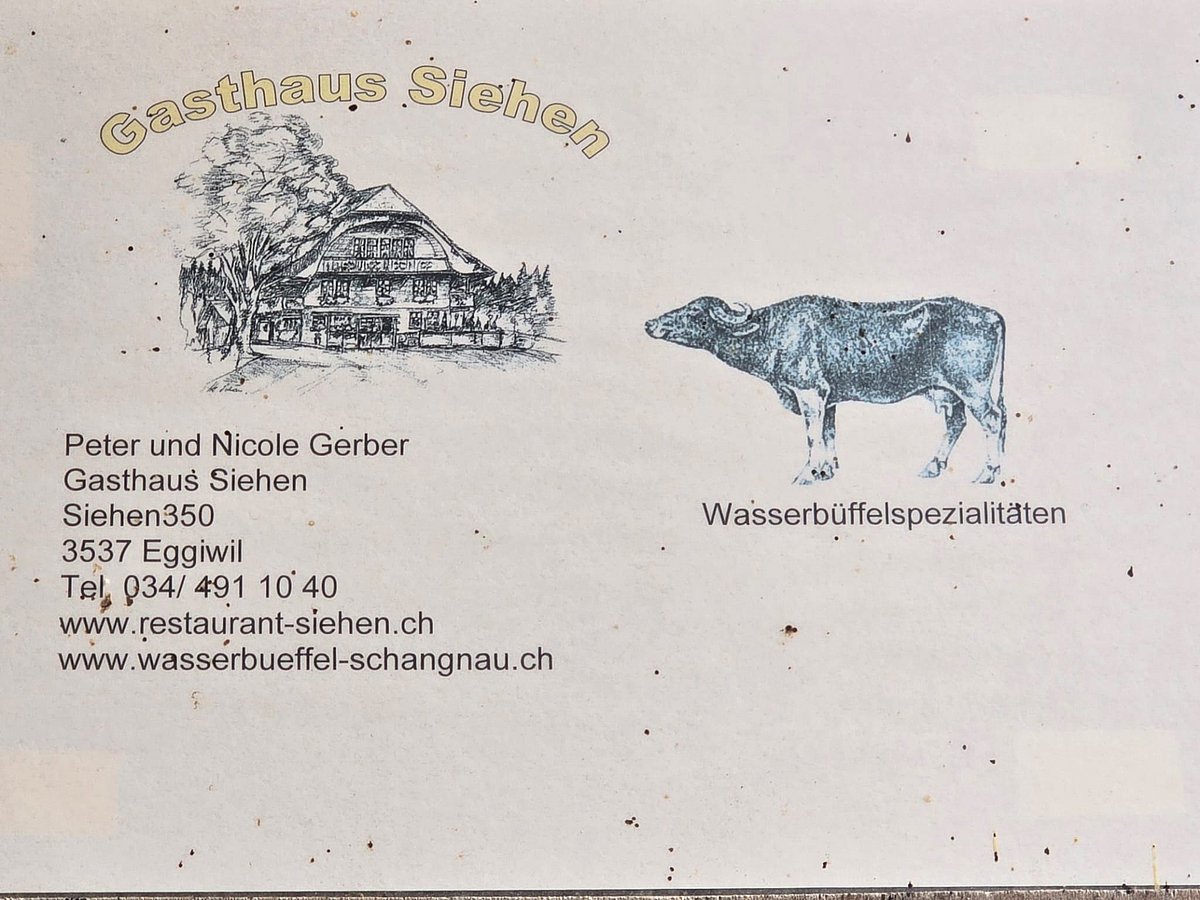 Gasthaus Siehen
Peter und Nicole Gerber
Gasthaus Siehen
Siehen350
3537 Eggiwil
Tel. 034/ 491 10 40
www.restaurant-siehen.ch
www.wasserbueffel-schangnau.ch
Wasserbüffelspezialitäten